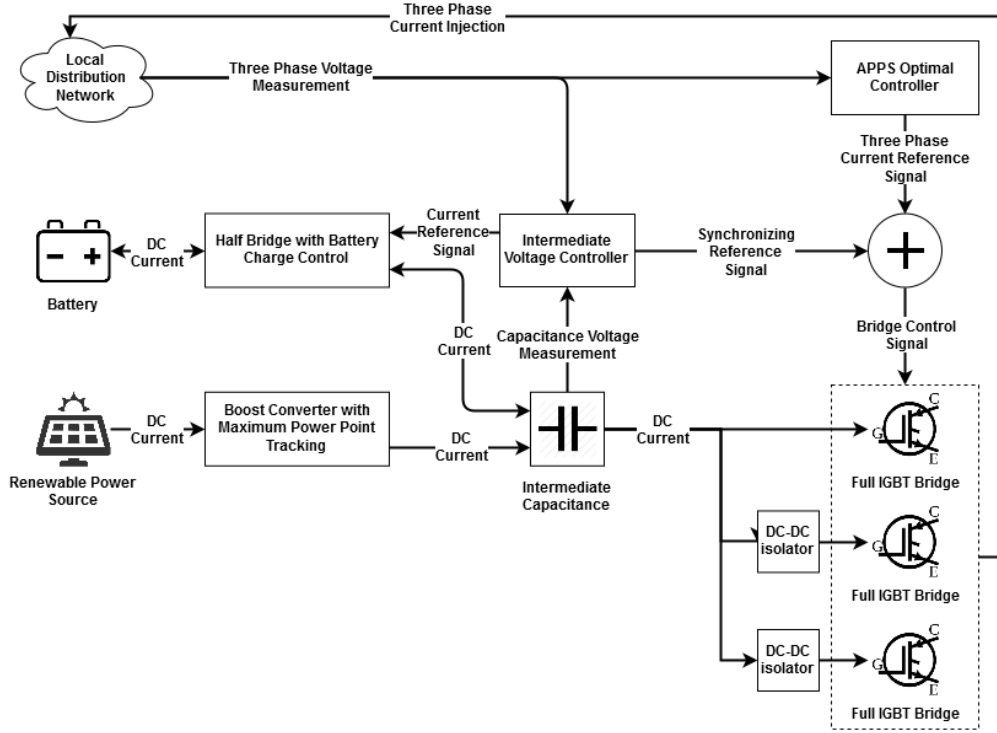 Three Phase
Current Injection
Local
Distribution
Network
Three Phase Voltage
Measurement
APPS Optimal
Controller
Three Phase
Current Reference
Signal
Battery
DC
Current
Half Bridge with Battery
Charge Control
Current
Reference
Signal
Intermediate
Voltage Controller
Synchronizing
Reference
Signal
Bridge Control
Signal
DC
Current
Capacitance Voltage
Measurement
Renewable Power
Source
DC
Current
Boost Converter with
Maximum Power Point
Tracking
DC
Current
Intermediate
Capacitance
DC
Current
C
G
E
Full IGBT Bridge
DC-DC
isolator
C
G
E
Full IGBT Bridge
DC-DC
isolator
C
G
E
Full IGBT Bridge